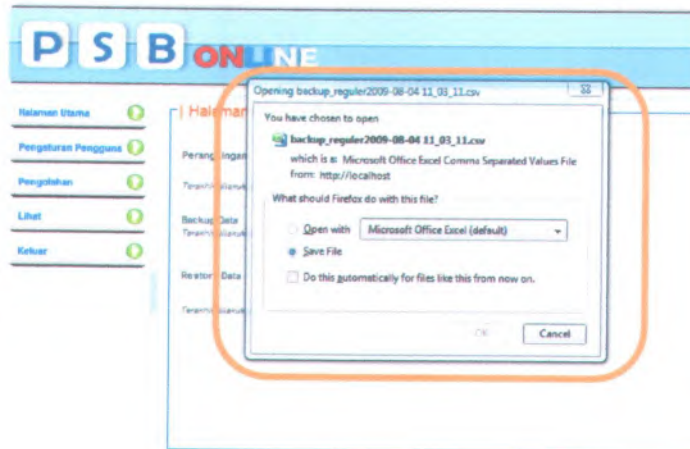 PSB ONLINE
Halaman Utama
Pengaturan Pengguna
Pengolahan
Lihat
Keluar
Halaman
Backup Data
Restore Data
Opening backup_reguler2009-08-04 11_03_11.csv
You have chosen to open
backup_reguler2009-08-04 11_03_11.csv
which is a: Microsoft Office Excel Comma Separated Values File
from: http://localhost
What should Firefox do with this file?
Open with Microsoft Office Excel (default)
Save File
Do this automatically for files like this from now on.
OK Cancel